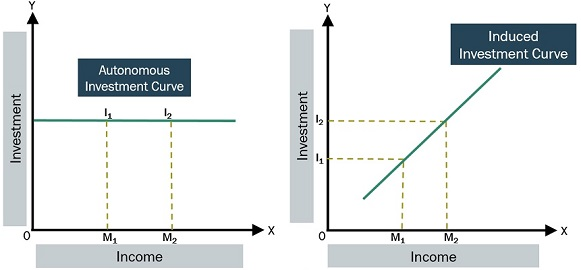 Y
Autonomous
Investment Curve
Investment
I₁ I₂
0 M₁ M₂ X
Income
Y
Induced
Investment Curve
Investment
I₂
I₁
0 M₁ M₂ X
Income